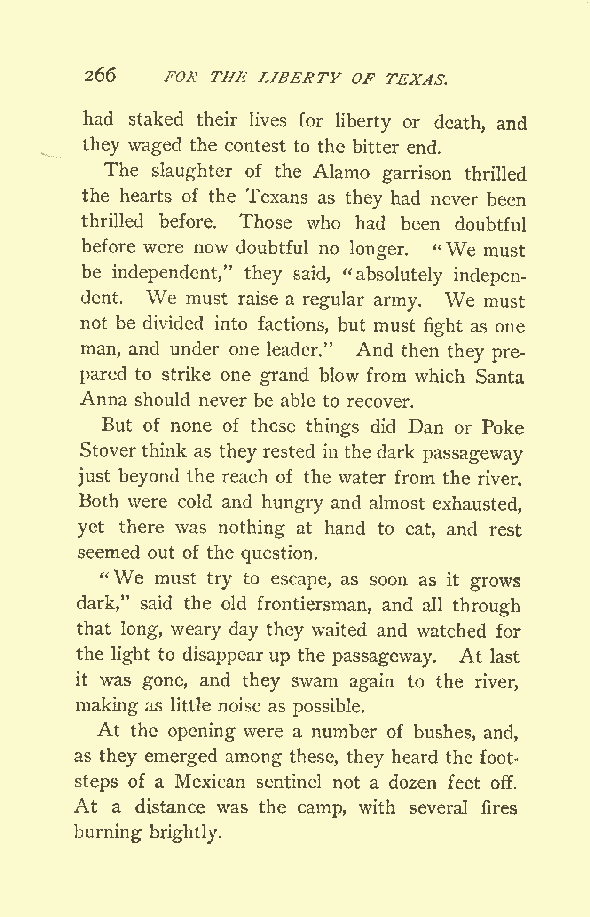 266 FOR THE LIBERTY OF TEXAS.
had staked their lives for liberty or death, and
they waged the contest to the bitter end.
The slaughter of the Alamo garrison thrilled
the hearts of the Texans as they had never been
thrilled before. Those who had been doubtful
before were now doubtful no longer. “We must
be independent,” they said, “absolutely indepen-
dent. We must raise a regular army. We must
not be divided into factions, but must fight as one
man, and under one leader.” And then they pre-
pared to strike one grand blow from which Santa
Anna should never be able to recover.
But of none of these things did Dan or Poke
Stover think as they rested in the dark passageway
just beyond the reach of the water from the river.
Both were cold and hungry and almost exhausted,
yet there was nothing at hand to eat, and rest
seemed out of the question.
“We must try to escape, as soon as it grows
dark,” said the old frontiersman, and all through
that long, weary day they waited and watched for
the light to disappear up the passageway. At last
it was gone, and they swam again to the river,
making as little noise as possible.
At the opening were a number of bushes, and,
as they emerged among these, they heard the foot-
steps of a Mexican sentinel not a dozen feet off.
At a distance was the camp, with several fires
burning brightly.